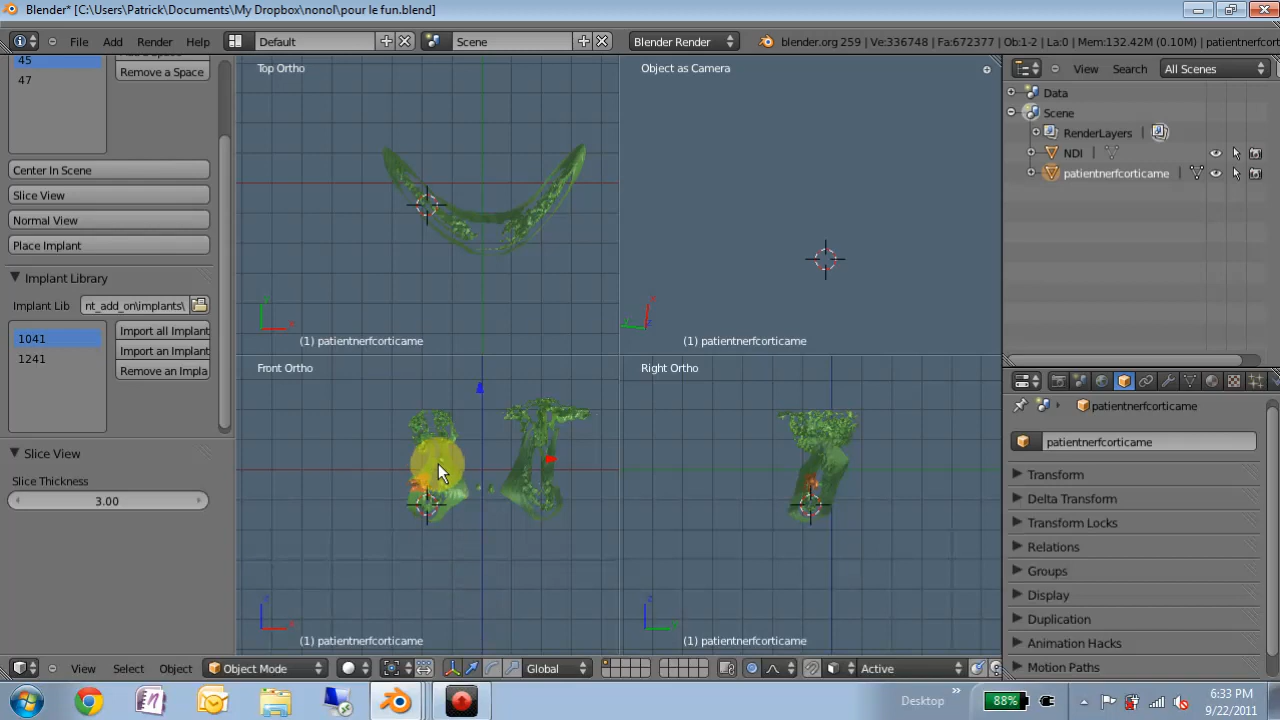 Blender* [C:\Users\Patrick\Documents\My Dropbox\nonol\pour le fun.blend]
File Add Render Help Default Scene Blender Render blender.org 259 | Ve:336748 | Fa:672377 | Ob:1-2 | La:0 | Mem:132.42M (0.10M) | patientnerfcortica
45
Remove a Space
47
Center In Scene
Slice View
Normal View
Place Implant
Implant Library
Implant Lib nt_add_on\implants\
1041
1241
Import all Implant
Import an Implant
Remove an Impla
Slice View
Slice Thickness
3.00
Top Ortho
(1) patientnerfcorticame
Object as Camera
(1) patientnerfcorticame
Front Ortho
(1) patientnerfcorticame
Right Ortho
(1) patientnerfcorticame
View Search All Scenes
Data
Scene
RenderLayers
NDI
patientnerfcorticame
patientnerfcorticame
patientnerfcorticame
Transform
Delta Transform
Transform Locks
Relations
Groups
Display
Duplication
Animation Hacks
Motion Paths
View Select Object Object Mode Global Active
Desktop
88%
6:33 PM
9/22/2011